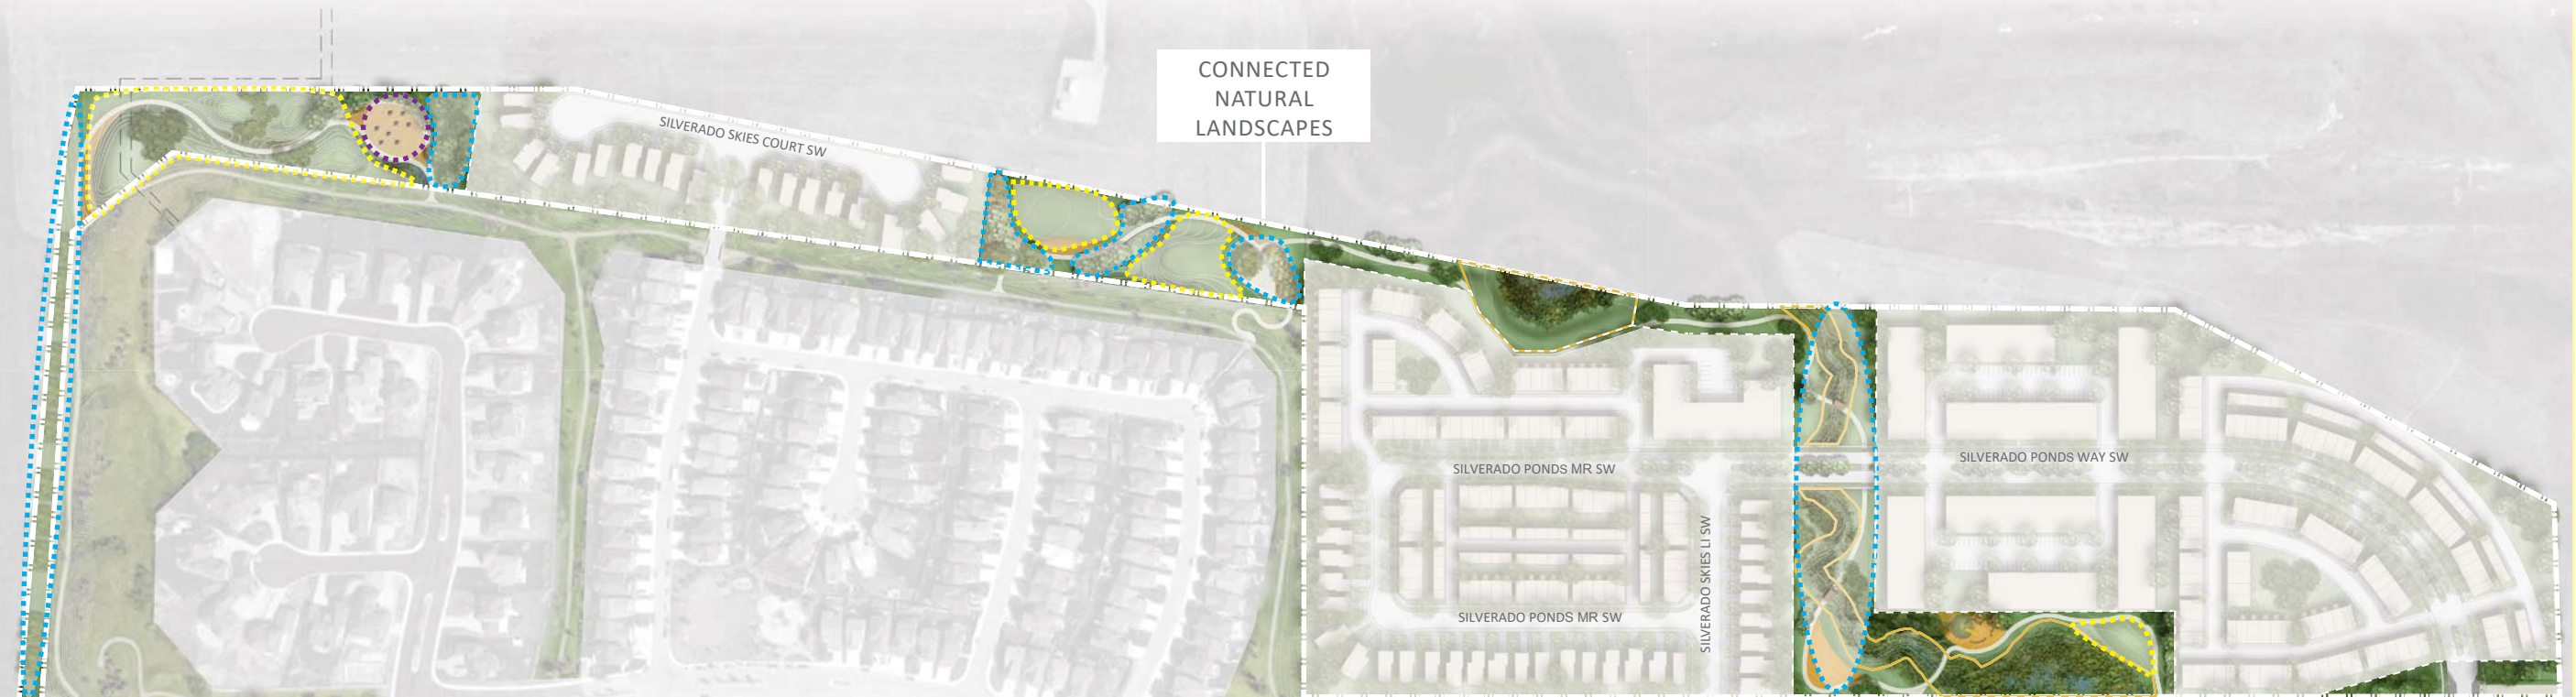 CONNECTED
NATURAL
LANDSCAPES
SILVERADO SKIES COURT SW
SILVERADO PONDS MR SW
SILVERADO PONDS WAY SW
SILVERADO SKIES LI SW
SILVERADO PONDS MR SW